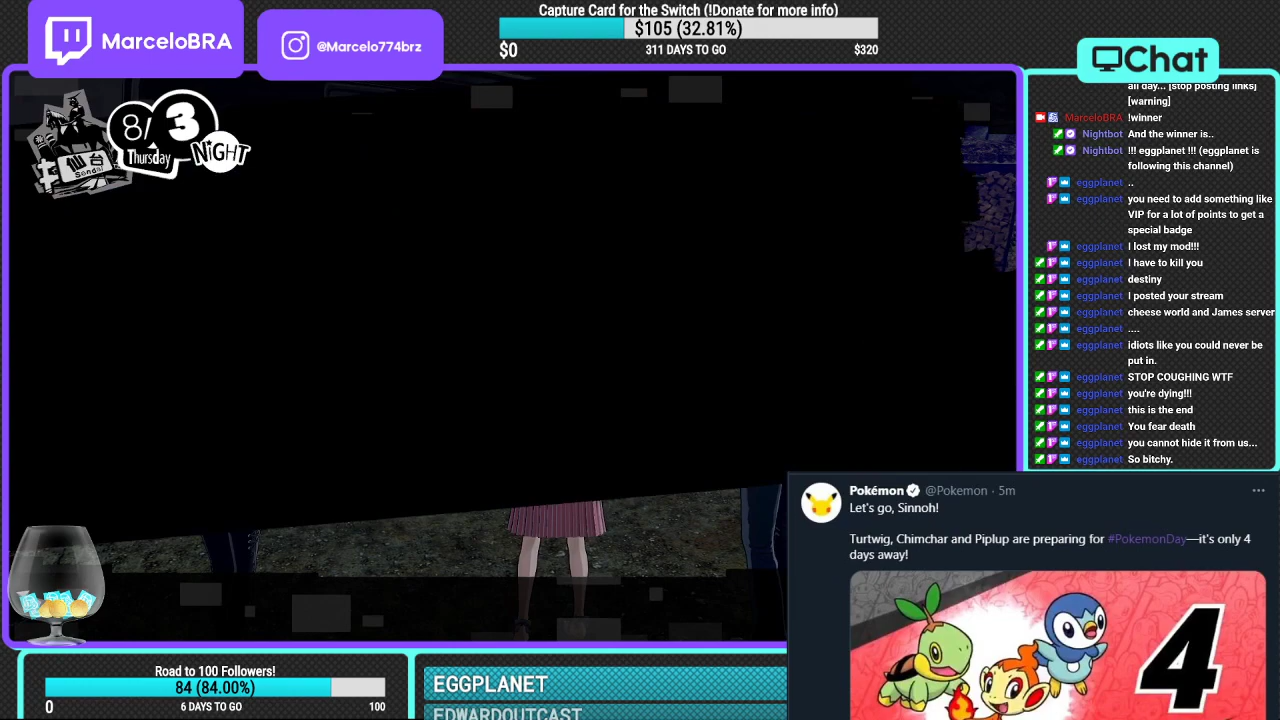 MarceloBRA
@Marcelo774brz
Capture Card for the Switch (!Donate for more info)
$105 (32.81%)
$0
311 DAYS TO GO
$320
Chat
8/3
Thursday
NiGHT
仙台
Sendai
all day... [stop posting links]
[warning]
MarceloBRA !winner
Nightbot And the winner is..
Nightbot !!! eggplanet !!! (eggplanet is
following this channel)
eggplanet ..
eggplanet you need to add something like
VIP for a lot of points to get a
special badge
eggplanet I lost my mod!!!
eggplanet I have to kill you
eggplanet destiny
eggplanet I posted your stream
eggplanet cheese world and James server
eggplanet ....
eggplanet idiots like you could never be
put in.
eggplanet STOP COUGHING WTF
eggplanet you're dying!!!
eggplanet this is the end
eggplanet You fear death
eggplanet you cannot hide it from us...
eggplanet So bitchy.
Pokémon @Pokemon · 5m
Let's go, Sinnoh!
Turtwig, Chimchar and Piplup are preparing for #PokemonDay—it's only 4
days away!
4
Road to 100 Followers!
84 (84.00%)
0
6 DAYS TO GO
100
EGGPLANET
EDWARDOUTCAST